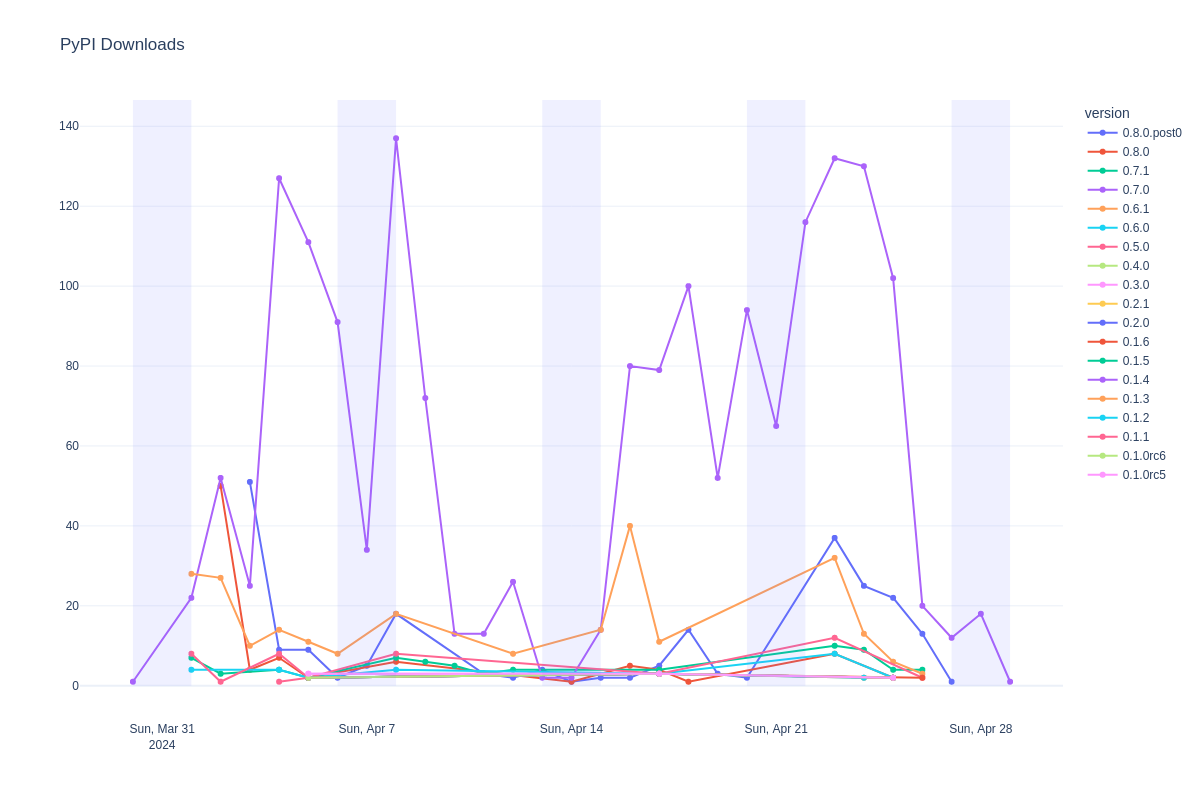 PyPI Downloads
140
120
100
80
60
40
20
0
Sun, Mar 31
2024
Sun, Apr 7
Sun, Apr 14
Sun, Apr 21
Sun, Apr 28
version
0.8.0.post0
0.8.0
0.7.1
0.7.0
0.6.1
0.6.0
0.5.0
0.4.0
0.3.0
0.2.1
0.2.0
0.1.6
0.1.5
0.1.4
0.1.3
0.1.2
0.1.1
0.1.0rc6
0.1.0rc5